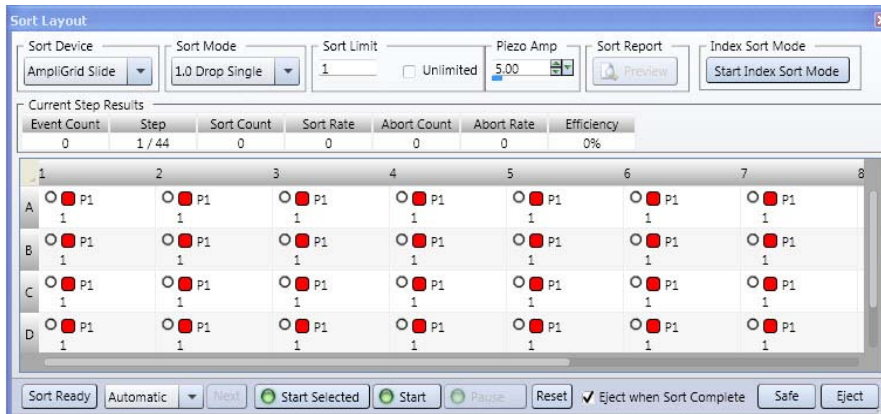 Sort Layout
Sort Device Sort Mode Sort Limit Piezo Amp Sort Report Index Sort Mode
AmpliGrid Slide 1.0 Drop Single 1 Unlimited 5.00 Preview Start Index Sort Mode
Current Step Results
Event Count Step Sort Count Sort Rate Abort Count Abort Rate Efficiency
0 1 / 44 0 0 0 0 0%
1 2 3 4 5 6 7 8
A P1 P1 P1 P1 P1 P1 P1
1 1 1 1 1 1 1
B P1 P1 P1 P1 P1 P1 P1
1 1 1 1 1 1 1
C P1 P1 P1 P1 P1 P1 P1
1 1 1 1 1 1 1
D P1 P1 P1 P1 P1 P1 P1
1 1 1 1 1 1 1
Sort Ready Automatic Next Start Selected Start Pause Reset Eject when Sort Complete Safe Eject